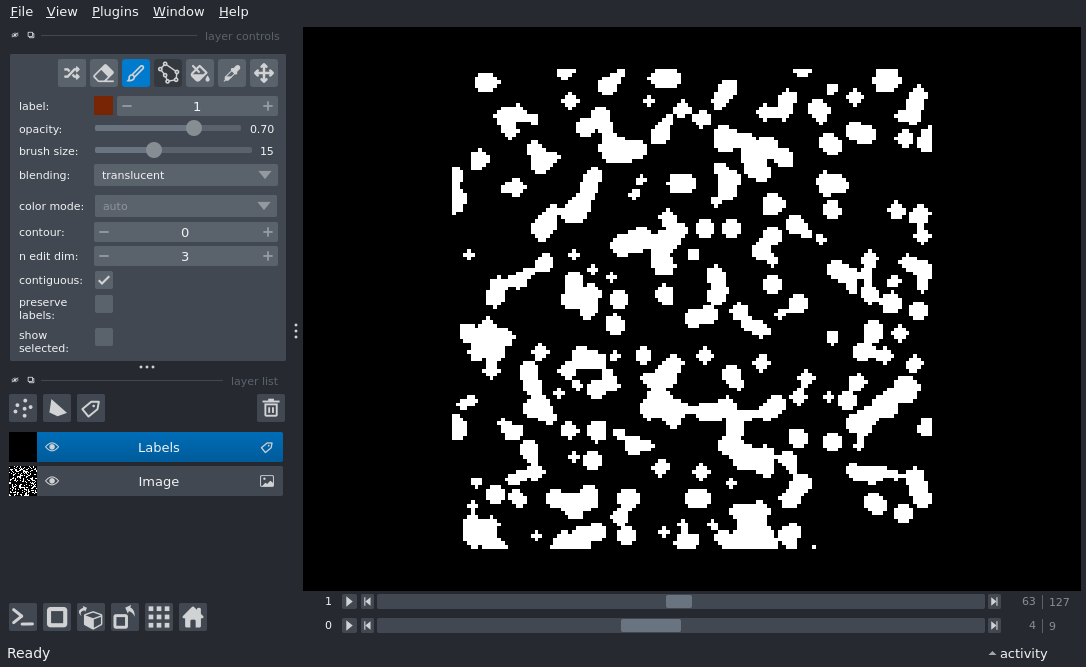 File View Plugins Window Help
layer controls
label: 1
opacity: 0.70
brush size: 15
blending: translucent
color mode: auto
contour: 0
n edit dim: 3
contiguous:
preserve
labels:
show
selected:
layer list
Labels
Image
1 63 127
0 4 9
Ready activity